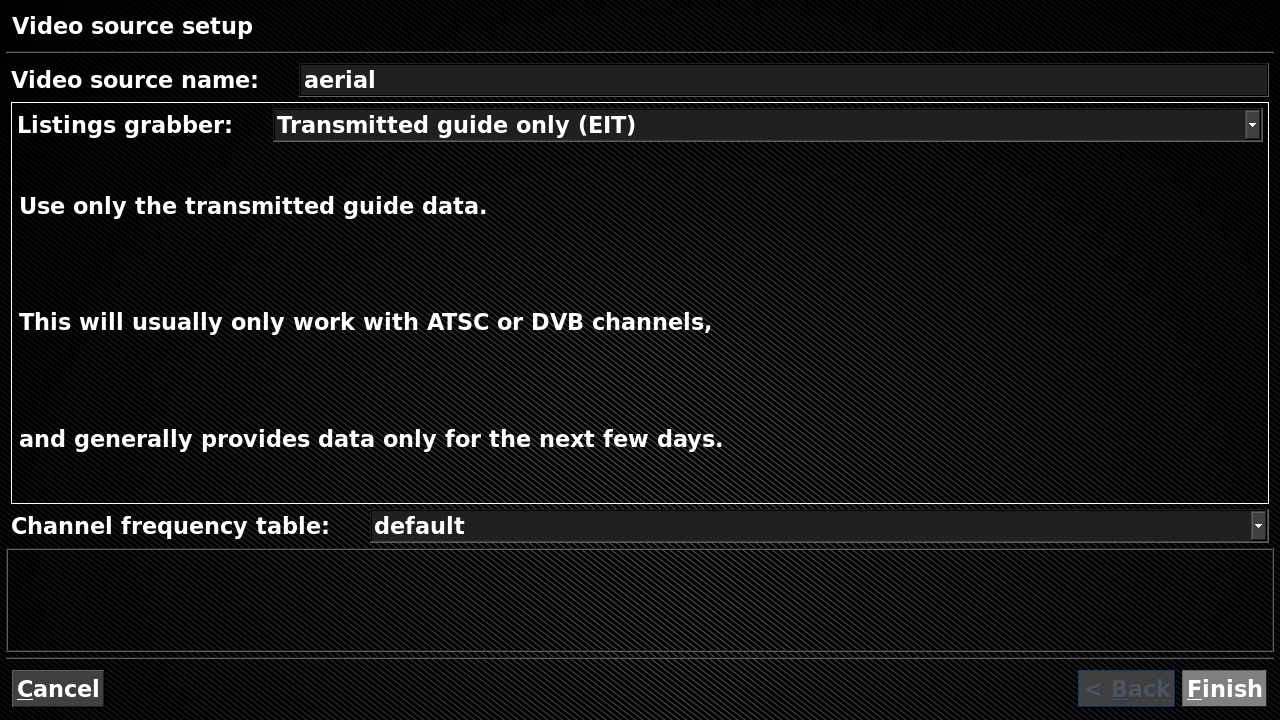 Video source setup
Video source name: aerial
Listings grabber: Transmitted guide only (EIT)
Use only the transmitted guide data.
This will usually only work with ATSC or DVB channels,
and generally provides data only for the next few days.
Channel frequency table: default
Cancel < Back Finish